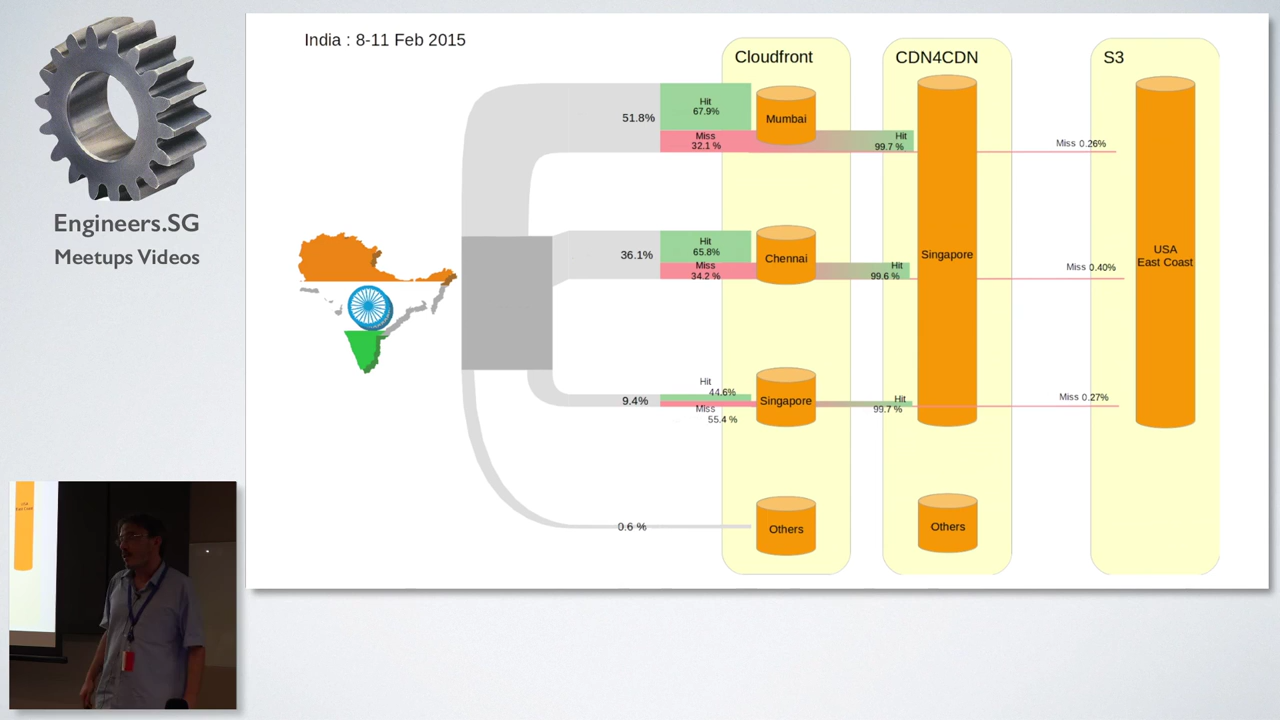 Engineers.SG
Meetups Videos
India : 8-11 Feb 2015
Cloudfront
CDN4CDN
S3
51.8%
Hit
67.9%
Miss
32.1 %
Mumbai
Hit
99.7 %
Miss 0.26%
36.1%
Hit
65.8%
Miss
34.2 %
Chennai
Hit
99.6 %
Singapore
Miss 0.40%
USA
East Coast
9.4%
Hit
44.6%
Miss
55.4 %
Singapore
Hit
99.7 %
Miss 0.27%
0.6 %
Others
Others